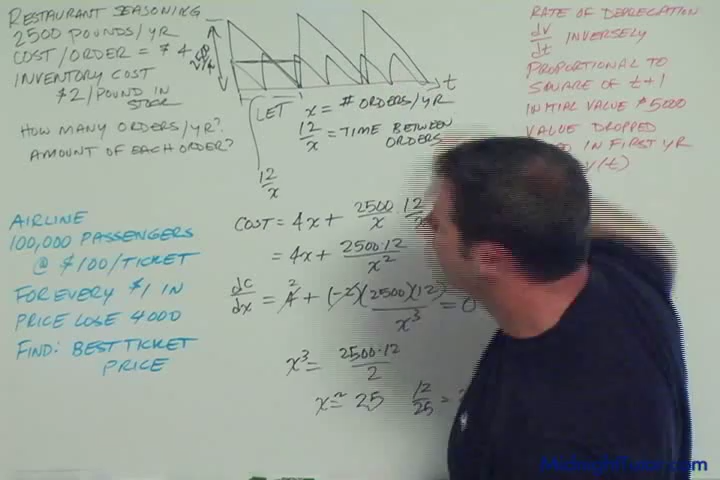 RESTAURANT SEASONING
2500 POUNDS/YR
COST/ORDER = $4
INVENTORY COST
$2/POUND IN
STOCK
HOW MANY ORDERS/YR?
AMOUNT OF EACH ORDER?
t
LET x = # ORDERS/YR
12/x = TIME BETWEEN
ORDERS
12/x
COST = 4x + 2500/x · 12/x
= 4x + 2500·12/x²
dC/dx = 4 2 + (-2)(2500)(12)/x³ = 0
x³ = 2500·12/2
x ≈ 25 12/25 =
AIRLINE
100,000 PASSENGERS
@ $100/TICKET
FOR EVERY $1 IN
PRICE LOSE 4000
FIND: BEST TICKET
PRICE
RATE OF DEPRECATION
dV/dt INVERSELY
PROPORTIONAL TO
SQUARE OF t+1
INITIAL VALUE $5000
VALUE DROPPED
IN FIRST YR
V(t)
MidnightTutor.com